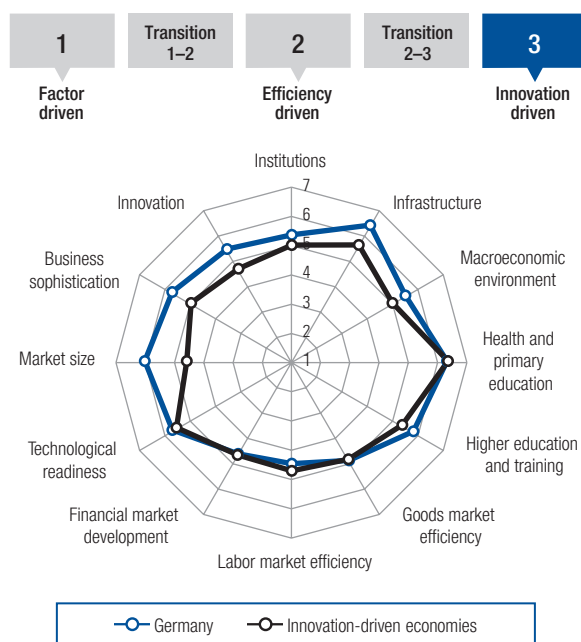 1
Transition
1–2
2
Transition
2–3
3
Factor
driven
Efficiency
driven
Innovation
driven
Institutions
7
Innovation
6
Infrastructure
5
Business
sophistication
Macroeconomic
environment
4
3
2
Market size
1
Health and
primary
education
Technological
readiness
Higher education
and training
Financial market
development
Goods market
efficiency
Labor market efficiency
Germany
Innovation-driven economies